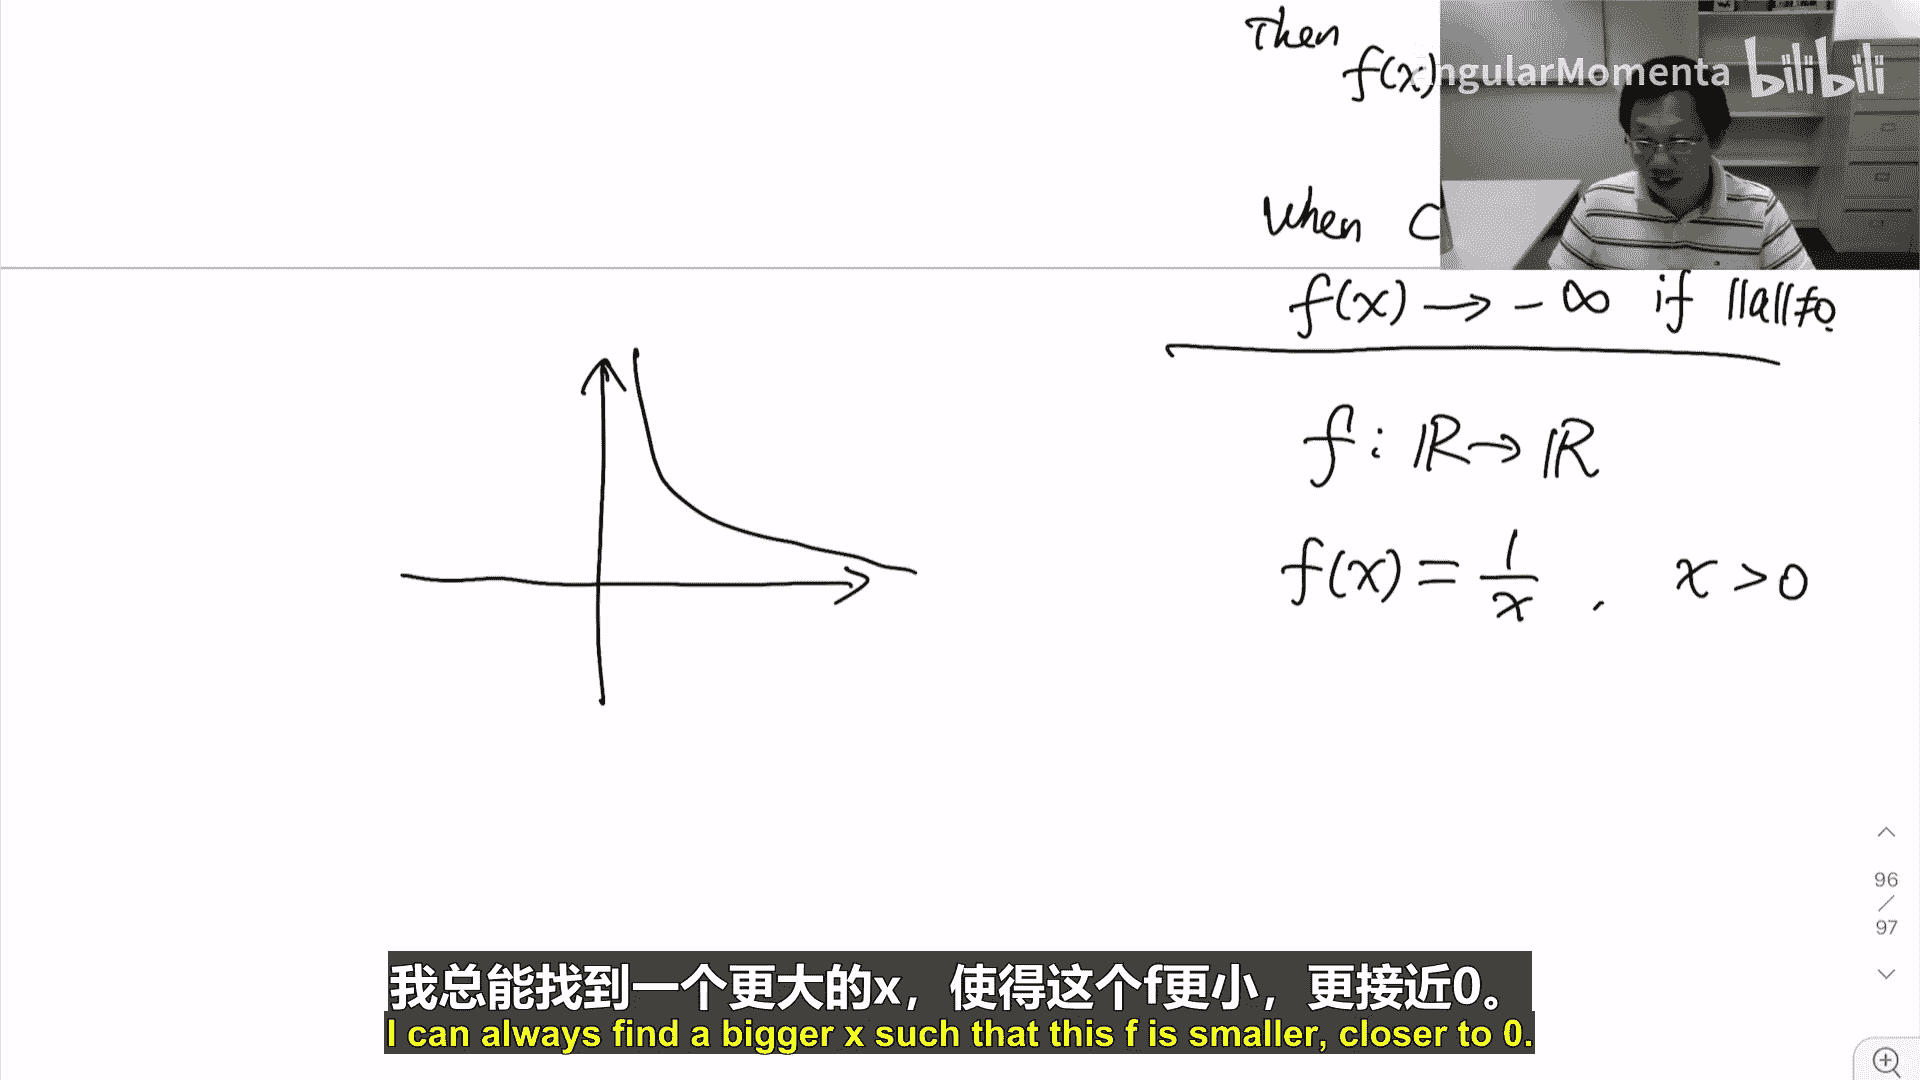 Then
f(x)
ngularMomenta bilibili
When C
f(x) → -∞ if ||a||≠0.
f: ℝ→ℝ
f(x) = 1/x , x > 0
96
/
97
我总能找到一个更大的x，使得这个f更小，更接近0。
I can always find a bigger x such that this f is smaller, closer to 0.